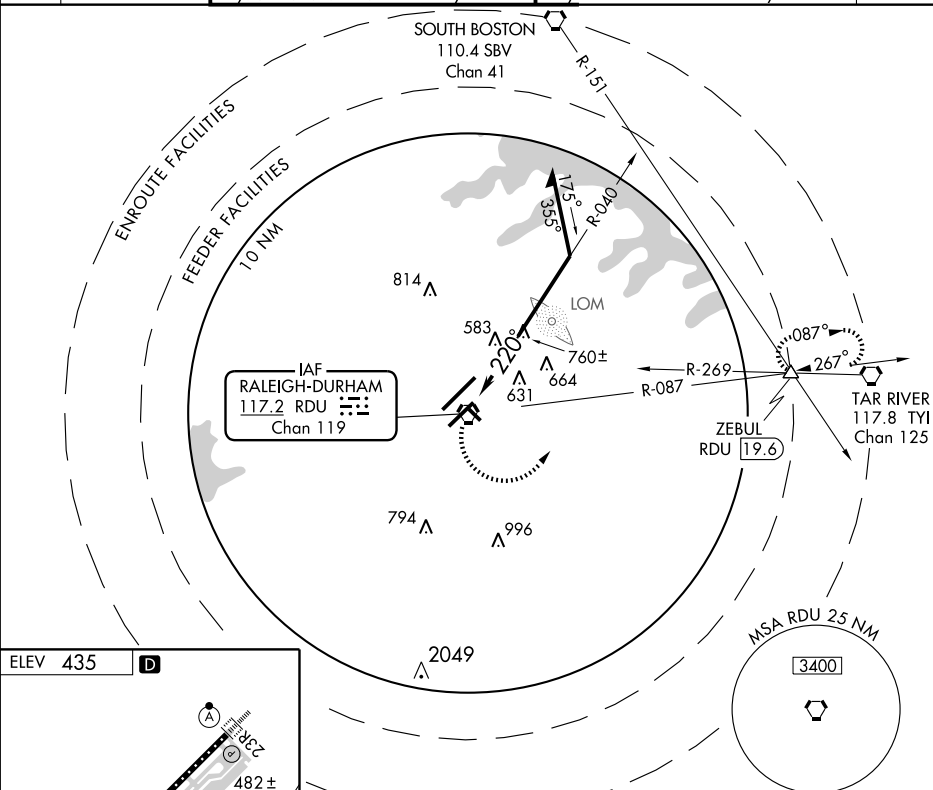 SOUTH BOSTON
110.4 SBV
Chan 41
R-151
ENROUTE FACILITIES
FEEDER FACILITIES
10 NM
175°
355°
R-040
814
LOM
583
220°
760±
664
631
087°
267°
R-269
R-087
IAF
RALEIGH-DURHAM
117.2 RDU
Chan 119
TAR RIVER
117.8 TYI
Chan 125
ZEBUL
RDU 19.6
794
996
2049
MSA RDU 25 NM
3400
ELEV 435 D
A
23R
P
482±